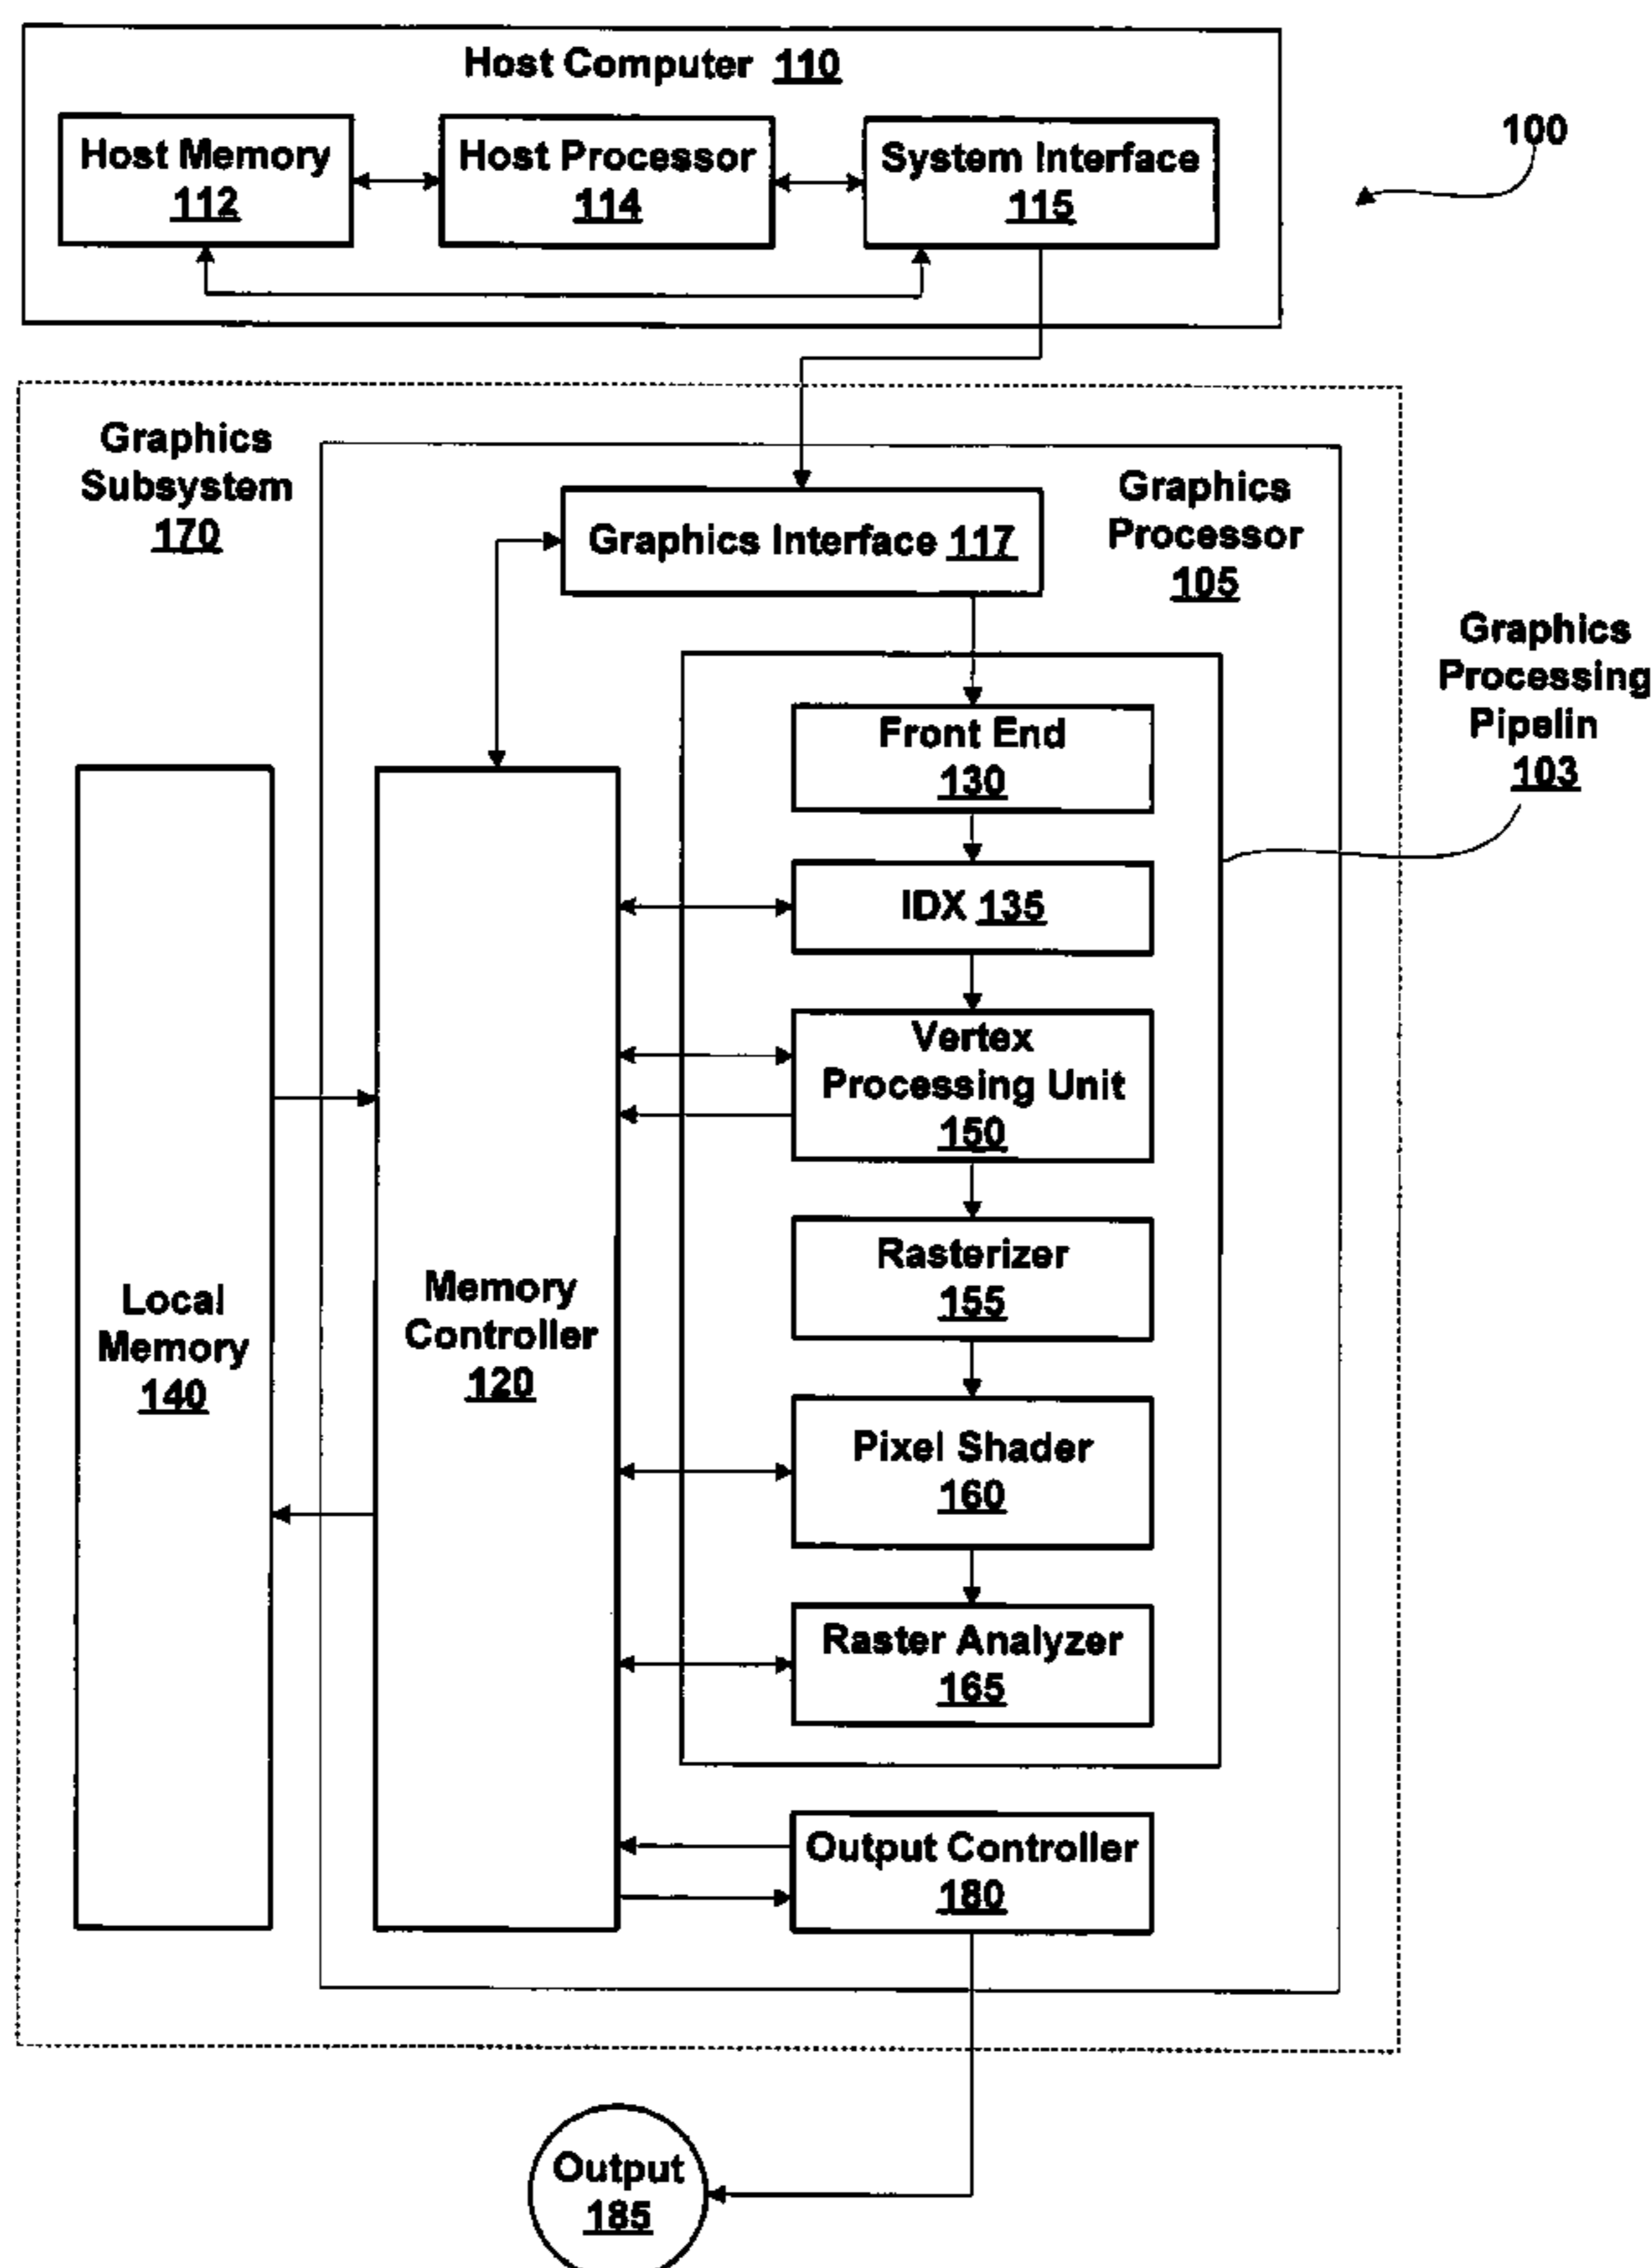 Host Computer 110
Host Memory
112
Host Processor
114
System Interface
115
100
Graphics
Subsystem
170
Graphics Interface 117
Graphics
Processor
105
Graphics
Processing
Pipelin
103
Front End
130
IDX 135
Vertex
Processing Unit
150
Rasterizer
155
Local
Memory
140
Memory
Controller
120
Pixel Shader
160
Raster Analyzer
165
Output Controller
180
Output
185